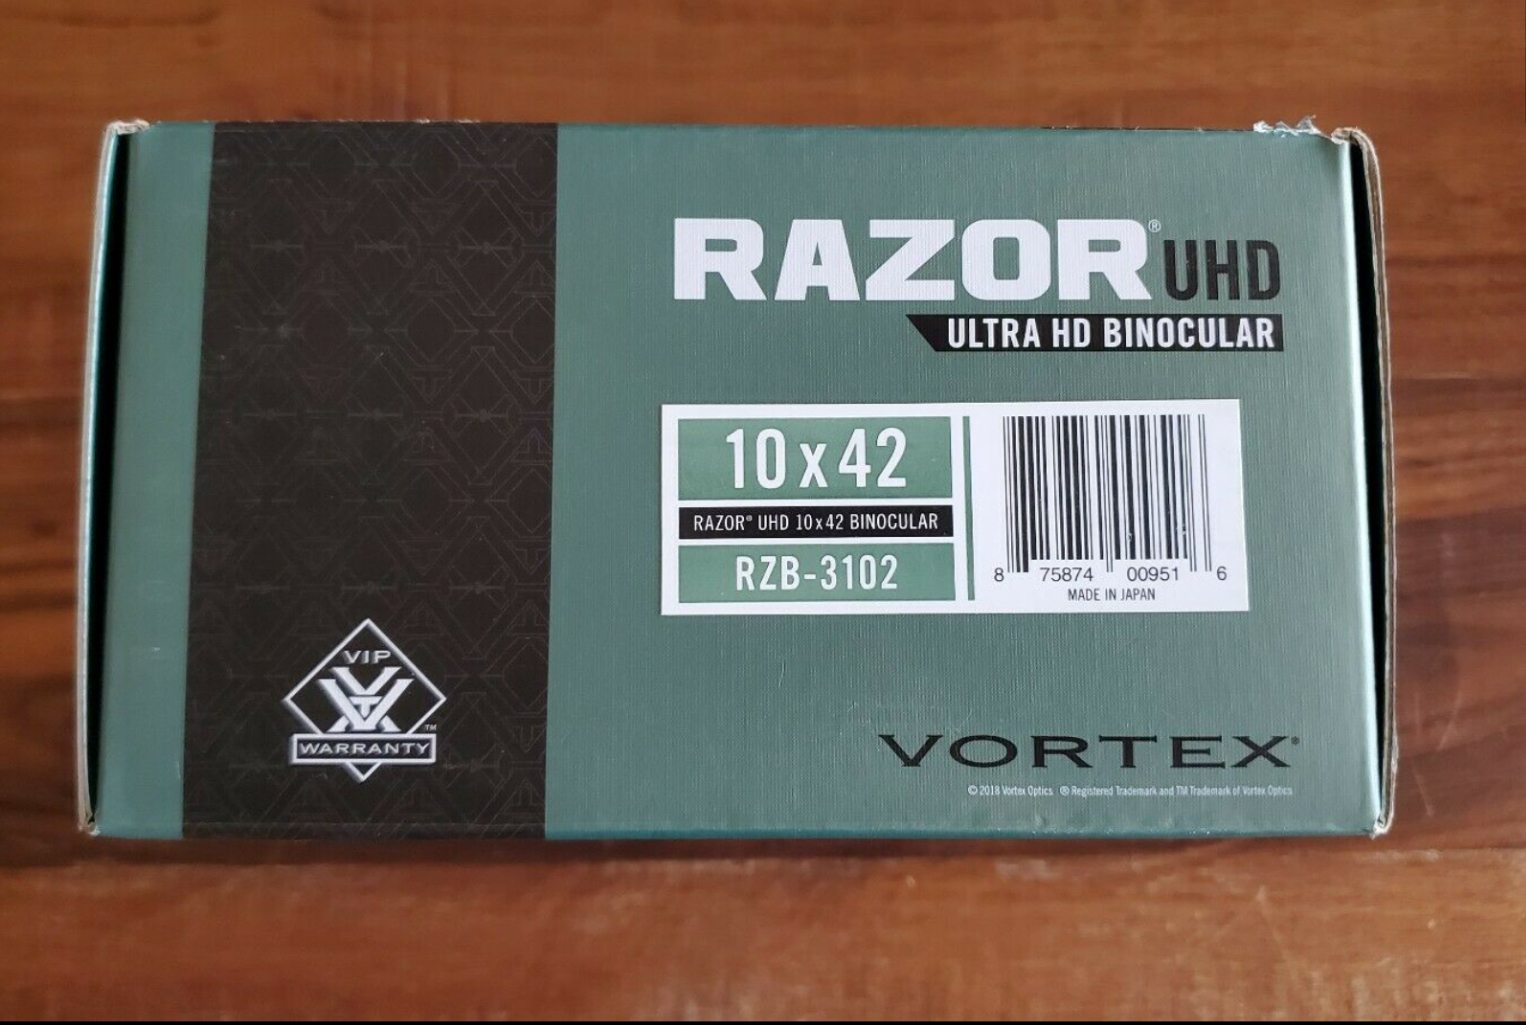 RAZOR® UHD
ULTRA HD BINOCULAR
10x42
RAZOR® UHD 10x42 BINOCULAR
RZB-3102
8 75874 00951 6
MADE IN JAPAN
VIP
WARRANTY™
VORTEX®
© 2018 Vortex Optics ® Registered Trademark and TM Trademark of Vortex Optics